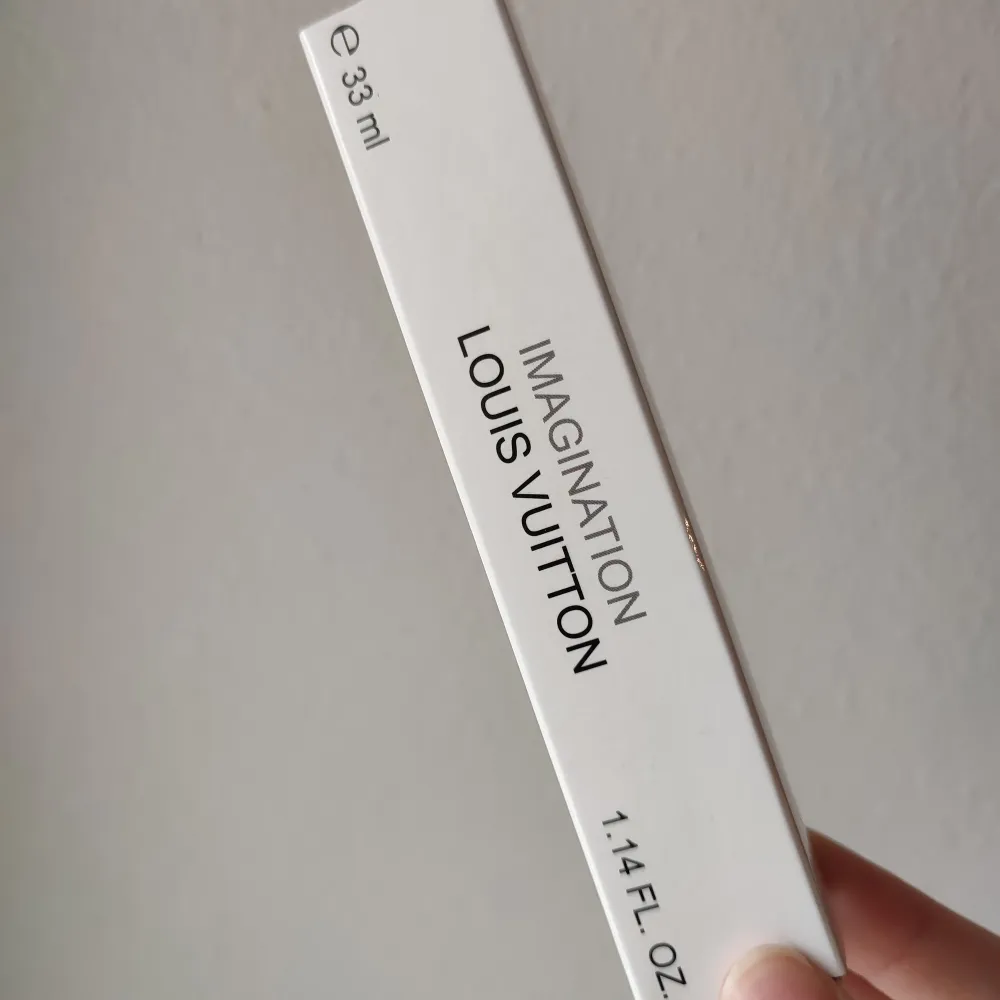 IMAGINATION
LOUIS VUITTON
℮ 33 ml
1.14 FL. OZ.